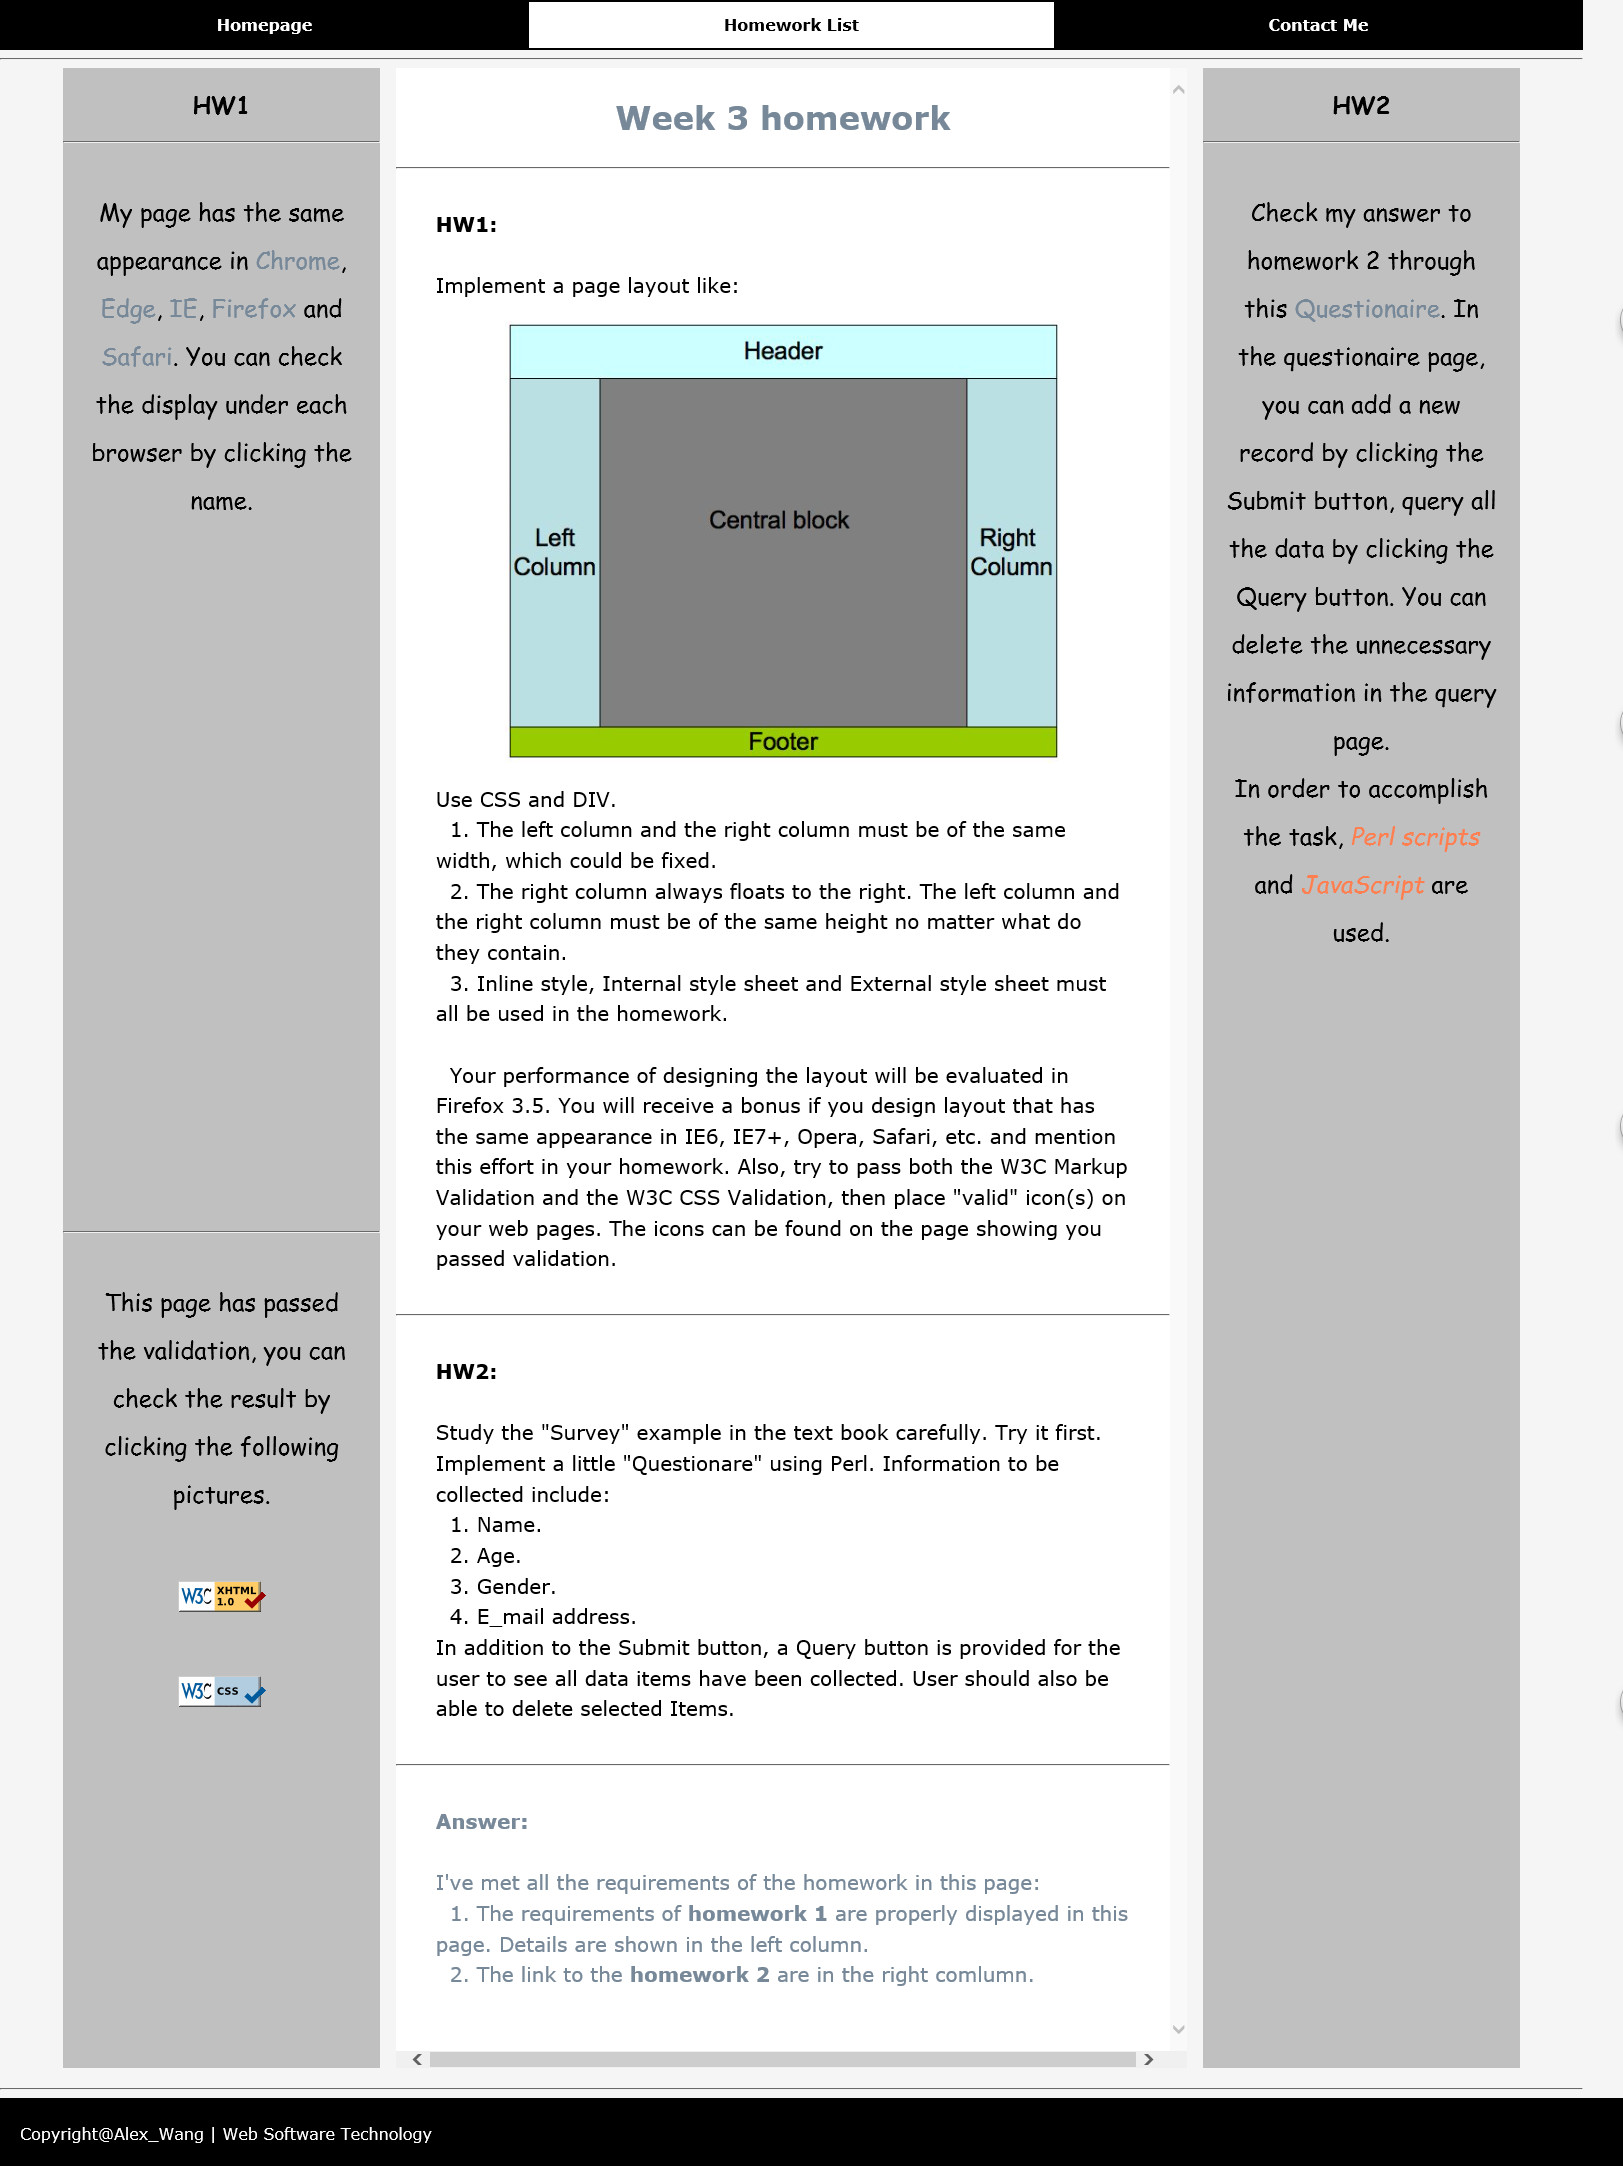 Homepage
Homework List
Contact Me
HW1
My page has the same
appearance in Chrome,
Edge, IE, Firefox and
Safari. You can check
the display under each
browser by clicking the
name.
This page has passed
the validation, you can
check the result by
clicking the following
pictures.
W3C XHTML
1.0
W3C css
Week 3 homework
HW1:
Implement a page layout like:
Header
Left
Column
Central block
Right
Column
Footer
Use CSS and DIV.
1. The left column and the right column must be of the same
width, which could be fixed.
2. The right column always floats to the right. The left column and
the right column must be of the same height no matter what do
they contain.
3. Inline style, Internal style sheet and External style sheet must
all be used in the homework.
Your performance of designing the layout will be evaluated in
Firefox 3.5. You will receive a bonus if you design layout that has
the same appearance in IE6, IE7+, Opera, Safari, etc. and mention
this effort in your homework. Also, try to pass both the W3C Markup
Validation and the W3C CSS Validation, then place "valid" icon(s) on
your web pages. The icons can be found on the page showing you
passed validation.
HW2:
Study the "Survey" example in the text book carefully. Try it first.
Implement a little "Questionare" using Perl. Information to be
collected include:
1. Name.
2. Age.
3. Gender.
4. E_mail address.
In addition to the Submit button, a Query button is provided for the
user to see all data items have been collected. User should also be
able to delete selected Items.
Answer:
I've met all the requirements of the homework in this page:
1. The requirements of homework 1 are properly displayed in this
page. Details are shown in the left column.
2. The link to the homework 2 are in the right comlumn.
HW2
Check my answer to
homework 2 through
this Questionaire. In
the questionaire page,
you can add a new
record by clicking the
Submit button, query all
the data by clicking the
Query button. You can
delete the unnecessary
information in the query
page.
In order to accomplish
the task, Perl scripts
and JavaScript are
used.
Copyright@Alex_Wang | Web Software Technology